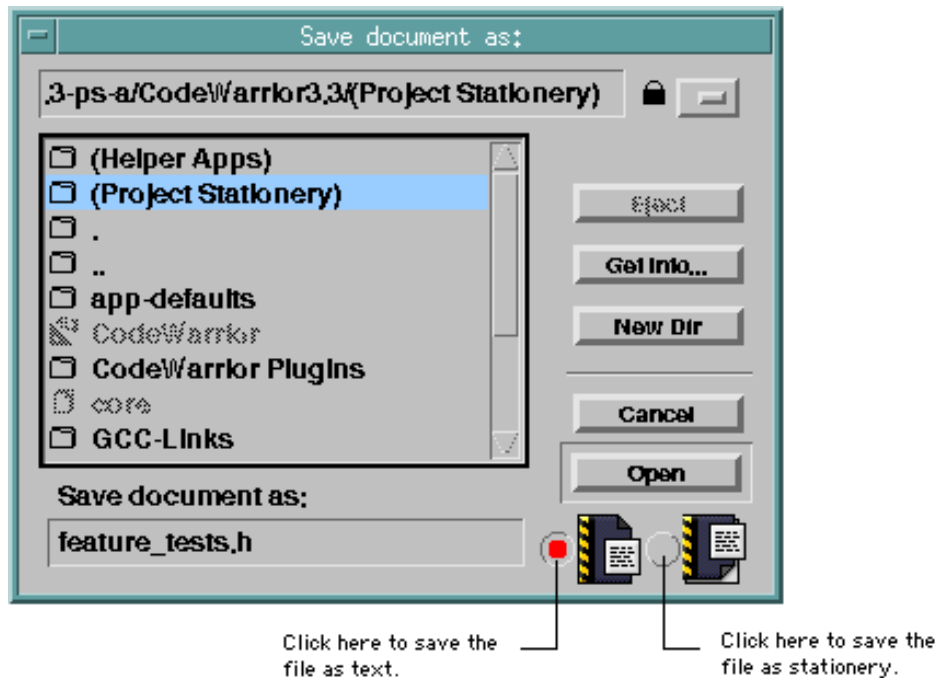 Save document as:
.3-ps-a/CodeWarrior3.3/(Project Stationery)
(Helper Apps)
(Project Stationery)
.
..
app-defaults
CodeWarrior
CodeWarrior Plugins
core
GCC-Links
Eject
Get Info...
New Dir
Cancel
Open
Save document as:
feature_tests.h
Click here to save the
file as text.
Click here to save the
file as stationery.